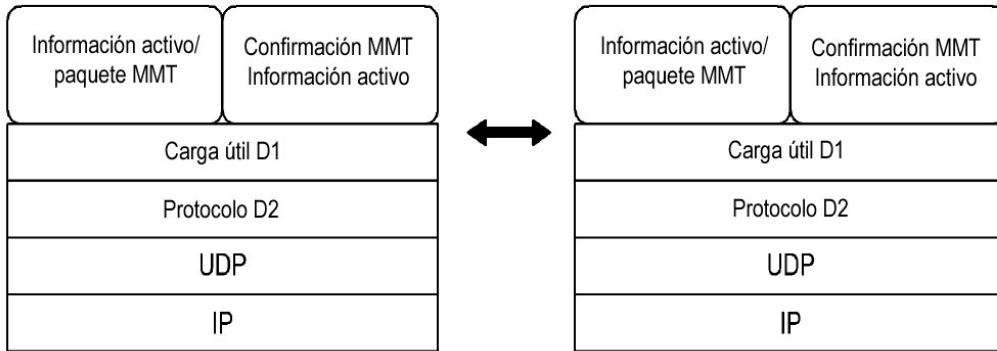 Información activo/
paquete MMT
Confirmación MMT
Información activo
Carga útil D1
Protocolo D2
UDP
IP
Información activo/
paquete MMT
Confirmación MMT
Información activo
Carga útil D1
Protocolo D2
UDP
IP